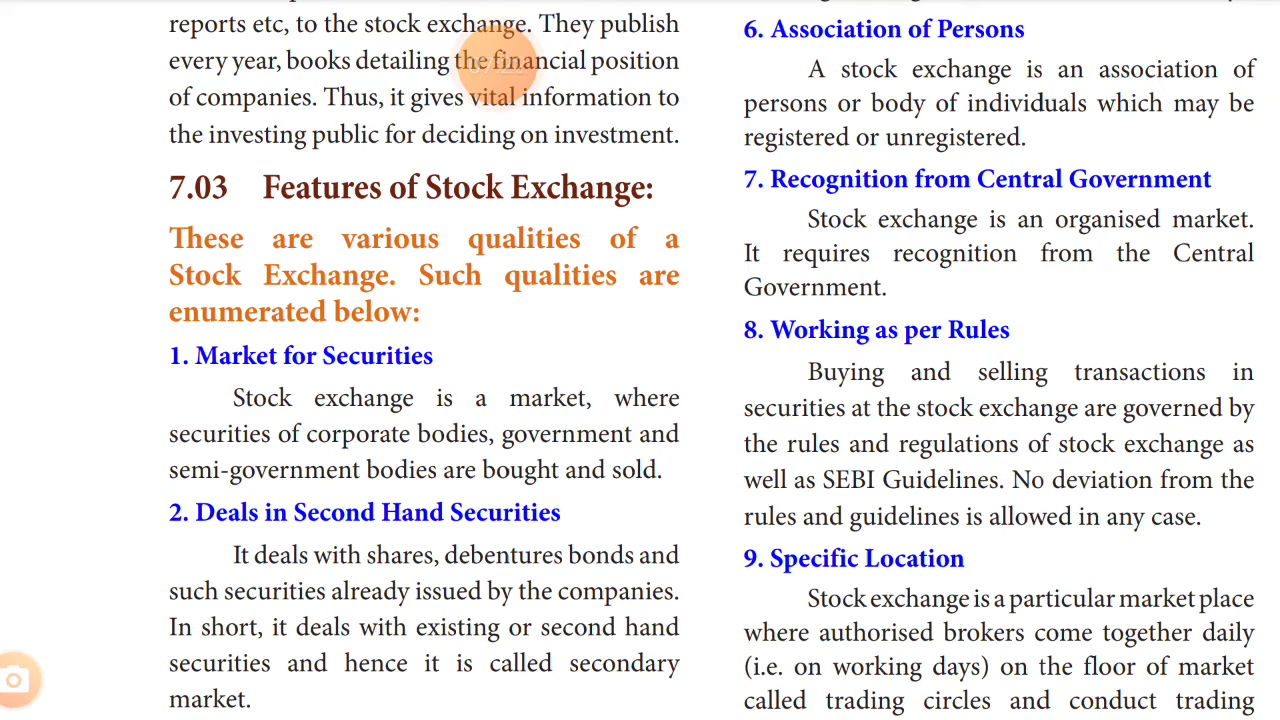 reports etc, to the stock exchange. They publish
every year, books detailing the financial position
of companies. Thus, it gives vital information to
the investing public for deciding on investment.
7.03 Features of Stock Exchange:
These are various qualities of a
Stock Exchange. Such qualities are
enumerated below:
1. Market for Securities
Stock exchange is a market, where
securities of corporate bodies, government and
semi-government bodies are bought and sold.
2. Deals in Second Hand Securities
It deals with shares, debentures bonds and
such securities already issued by the companies.
In short, it deals with existing or second hand
securities and hence it is called secondary
market.
6. Association of Persons
A stock exchange is an association of
persons or body of individuals which may be
registered or unregistered.
7. Recognition from Central Government
Stock exchange is an organised market.
It requires recognition from the Central
Government.
8. Working as per Rules
Buying and selling transactions in
securities at the stock exchange are governed by
the rules and regulations of stock exchange as
well as SEBI Guidelines. No deviation from the
rules and guidelines is allowed in any case.
9. Specific Location
Stock exchange is a particular market place
where authorised brokers come together daily
(i.e. on working days) on the floor of market
called trading circles and conduct trading